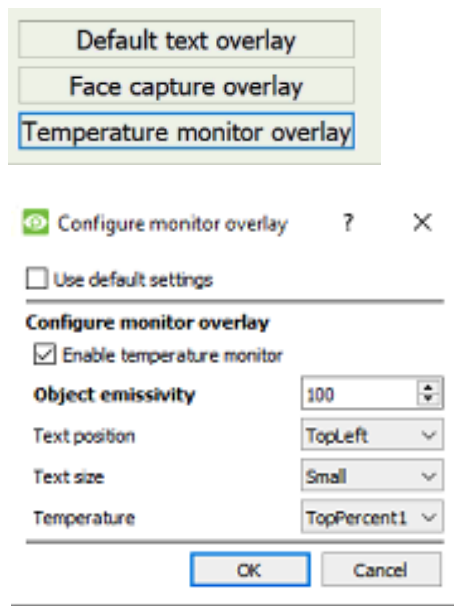 Default text overlay
Face capture overlay
Temperature monitor overlay
Configure monitor overlay ?
Use default settings
Configure monitor overlay
Enable temperature monitor
Object emissivity 100
Text position TopLeft
Text size Small
Temperature TopPercent1
OK Cancel